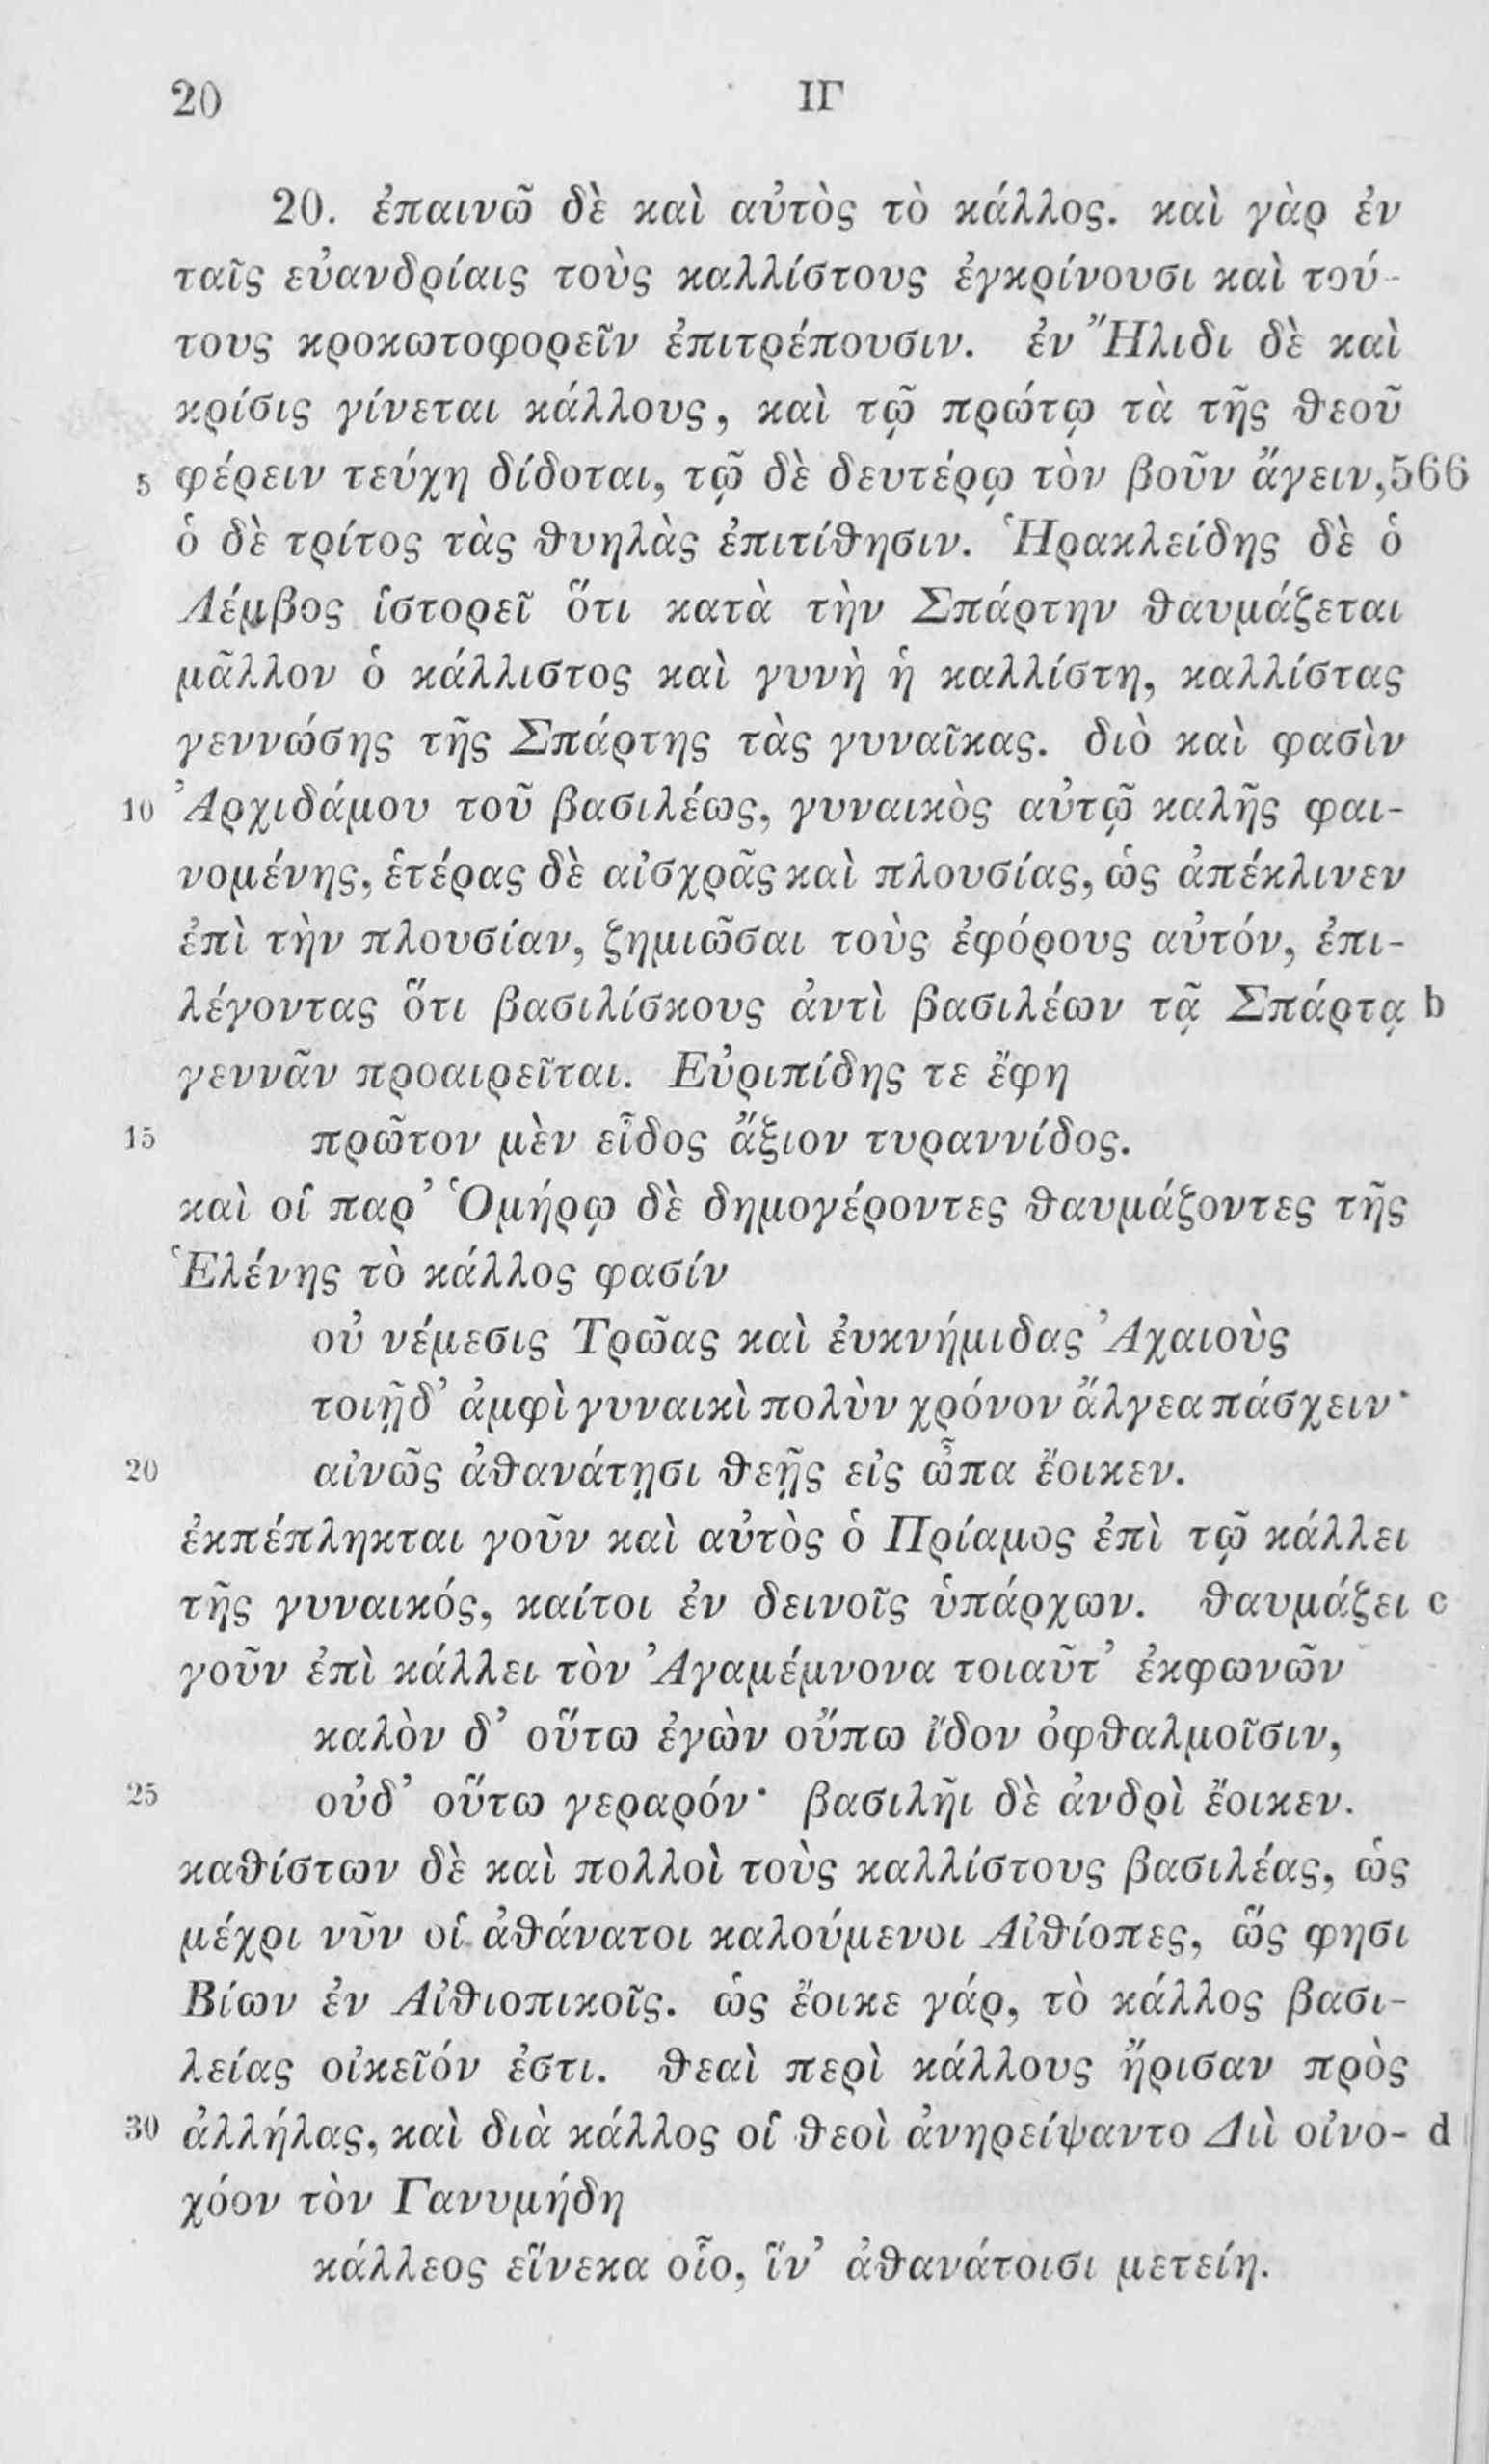 20 ΙΓ
20. ἐπαινῶ δὲ καὶ αὐτὸς τὸ κάλλος. καὶ γὰρ ἐν
ταῖς εὐανδρίαις τοὺς καλλίστους ἐγκρίνουσι καὶ τού-
τους κροκωτοφορεῖν ἐπιτρέπουσιν. ἐν Ἤλιδι δὲ καὶ
κρίσις γίνεται κάλλους, καὶ τῷ πρώτῳ τὰ τῆς θεοῦ
5 φέρειν τεύχη δίδοται, τῷ δὲ δευτέρῳ τὸν βοῦν ἄγειν, 566
ὁ δὲ τρίτος τὰς θυηλὰς ἐπιτίθησιν. Ἡρακλείδης δὲ ὁ
Λέμβος ἱστορεῖ ὅτι κατὰ τὴν Σπάρτην θαυμάζεται
μᾶλλον ὁ κάλλιστος καὶ γυνὴ ἡ καλλίστη, καλλίστας
γεννώσης τῆς Σπάρτης τὰς γυναῖκας. διὸ καὶ φασὶν
10 Ἀρχιδάμου τοῦ βασιλέως, γυναικὸς αὐτῷ καλῆς φαι-
νομένης, ἑτέρας δὲ αἰσχρᾶς καὶ πλουσίας, ὡς ἀπέκλινεν
ἐπὶ τὴν πλουσίαν, ζημιῶσαι τοὺς ἐφόρους αὐτόν, ἐπι-
λέγοντας ὅτι βασιλίσκους ἀντὶ βασιλέων τᾷ Σπάρτᾳ b
γεννᾶν προαιρεῖται. Εὐριπίδης τε ἔφη
15 πρῶτον μὲν εἶδος ἄξιον τυραννίδος.
καὶ οἱ παρ’ Ὁμήρῳ δὲ δημογέροντες θαυμάζοντες τῆς
Ἑλένης τὸ κάλλος φασίν
οὐ νέμεσις Τρῶας καὶ ἐυκνήμιδας Ἀχαιοὺς
τοιῇδ’ ἀμφὶ γυναικὶ πολὺν χρόνον ἄλγεα πάσχειν·
20 αἰνῶς ἀθανάτῃσι θεῇς εἰς ὦπα ἔοικεν.
ἐκπέπληκται γοῦν καὶ αὐτὸς ὁ Πρίαμος ἐπὶ τῷ κάλλει
τῆς γυναικός, καίτοι ἐν δεινοῖς ὑπάρχων. θαυμάζει c
γοῦν ἐπὶ κάλλει τὸν Ἀγαμέμνονα τοιαῦτ’ ἐκφωνῶν
καλὸν δ’ οὕτω ἐγὼν οὔπω ἴδον ὀφθαλμοῖσιν,
25 οὐδ’ οὕτω γεραρόν· βασιλῆι δὲ ἀνδρὶ ἔοικεν.
καθίστων δὲ καὶ πολλοὶ τοὺς καλλίστους βασιλέας, ὡς
μέχρι νῦν οἱ ἀθάνατοι καλούμενοι Αἰθίοπες, ὥς φησι
Βίων ἐν Αἰθιοπικοῖς. ὡς ἔοικε γάρ, τὸ κάλλος βασι-
λείας οἰκεῖόν ἐστι. θεαὶ περὶ κάλλους ἤρισαν πρὸς
30 ἀλλήλας, καὶ διὰ κάλλος οἱ θεοὶ ἀνηρείψαντο Διὶ οἰνο- d
χόον τὸν Γανυμήδη
κάλλεος εἵνεκα οἷο, ἵν’ ἀθανάτοισι μετείη.